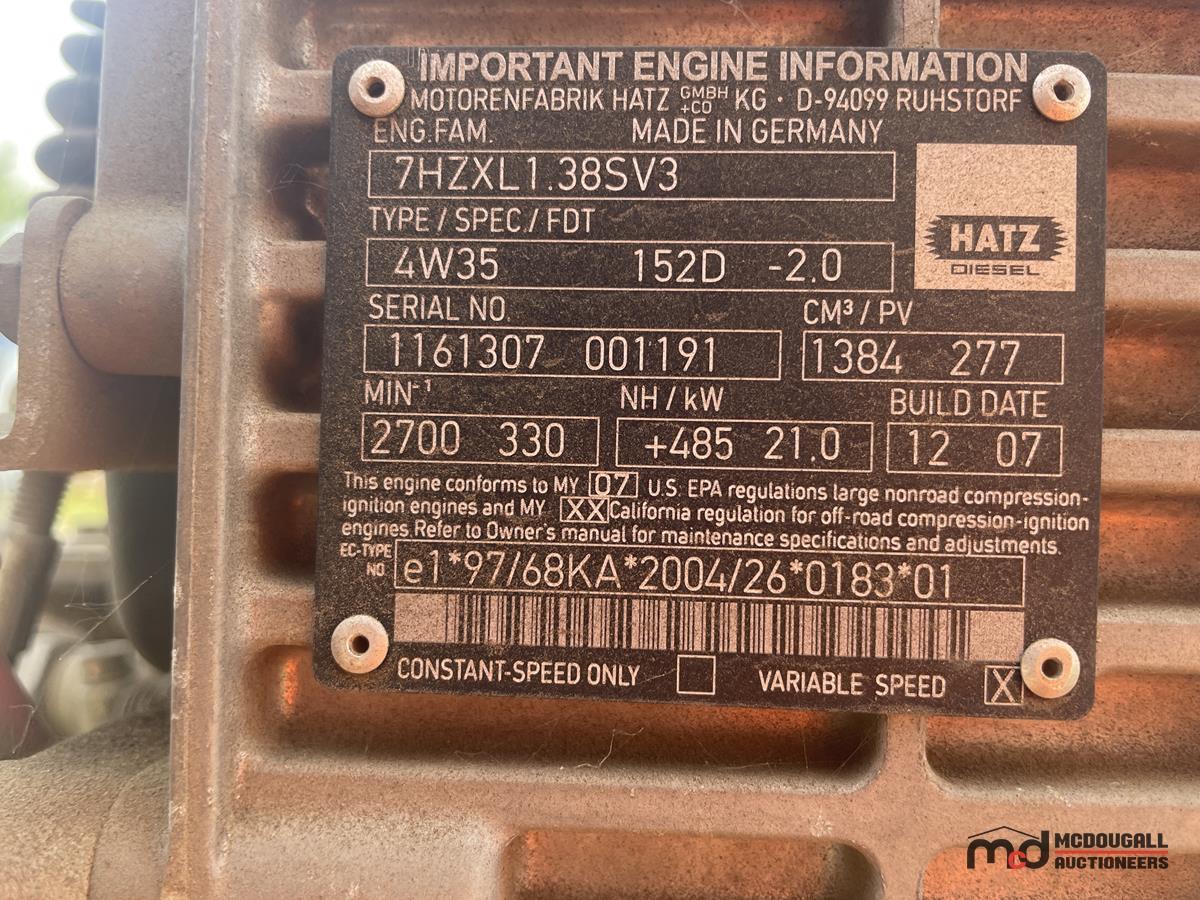 IMPORTANT ENGINE INFORMATION
MOTORENFABRIK HATZ GMBH +CO KG · D-94099 RUHSTORF
ENG.FAM. MADE IN GERMANY
7HZXL1.38SV3
TYPE / SPEC./ FDT
4W35 152D -2.0
HATZ
DIESEL
SERIAL NO. CM³ / PV
1161307 001191 1384 277
MIN-¹ NH / kW BUILD DATE
2700 330 +485 21.0 12 07
This engine conforms to MY 07 U.S. EPA regulations large nonroad compression-
ignition engines and MY XX California regulation for off-road compression-ignition
engines. Refer to Owner's manual for maintenance specifications and adjustments.
EC-TYPE
NO. e1*97/68KA*2004/26*0183*01
CONSTANT-SPEED ONLY VARIABLE SPEED X
mcd MCDOUGALL
AUCTIONEERS